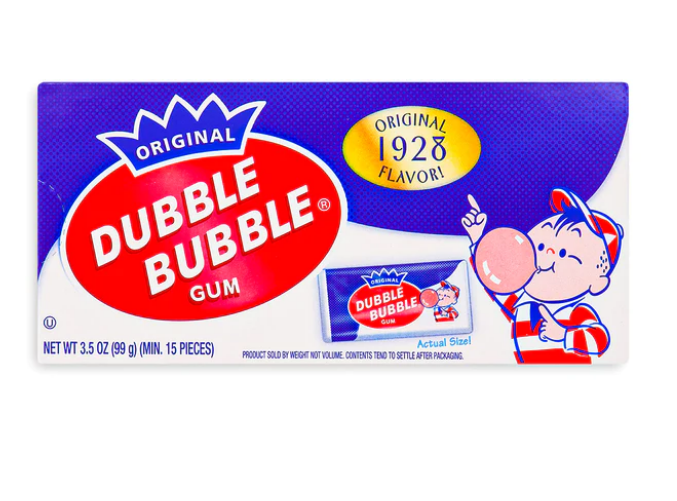 ORIGINAL
DUBBLE
BUBBLE®
GUM
ORIGINAL
1928
FLAVOR!
ORIGINAL
DUBBLE
BUBBLE
GUM
Actual Size!
U
NET WT 3.5 OZ (99 g) (MIN. 15 PIECES)
PRODUCT SOLD BY WEIGHT NOT VOLUME. CONTENTS TEND TO SETTLE AFTER PACKAGING.